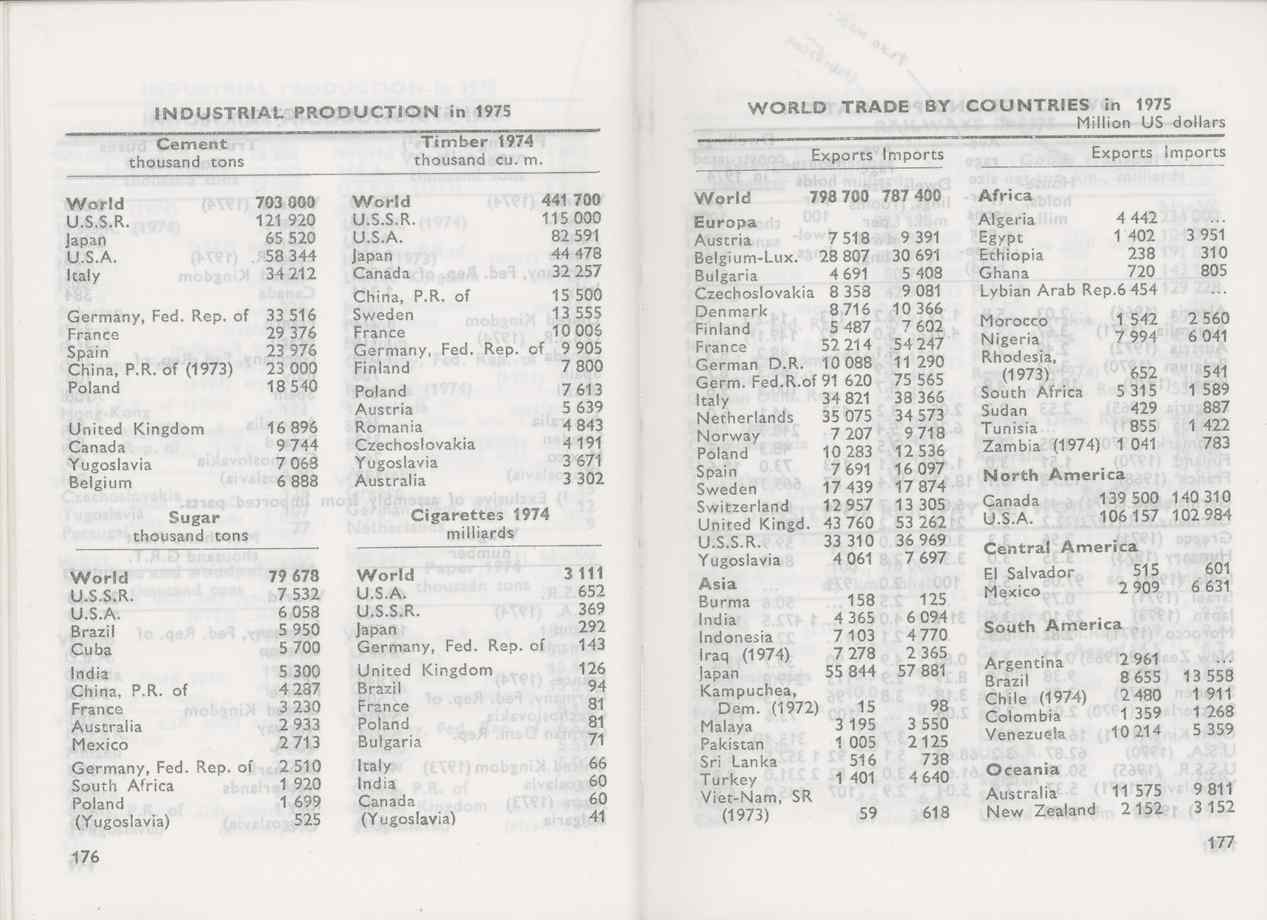 INDUSTRIAL PRODUCTION in 1975
Cement
thousand tons
World 703 000
U.S.S.R. 121 920
Japan 65 520
U.S.A. 58 344
Italy 34 212
Germany, Fed. Rep. of 33 516
France 29 376
Spain 23 976
China, P.R. of (1973) 23 000
Poland 18 540
United Kingdom 16 896
Canada 9 744
Yugoslavia 7 068
Belgium 6 888
Timber 1974
thousand cu. m.
World 441 700
U.S.S.R. 115 000
U.S.A. 82 591
Japan 44 478
Canada 32 257
China, P.R. of 15 500
Sweden 13 555
France 10 006
Germany, Fed. Rep. of 9 905
Finland 7 800
Poland 7 613
Austria 5 639
Romania 4 843
Czechoslovakia 4 191
Yugoslavia 3 671
Australia 3 302
Sugar
thousand tons
World 79 678
U.S.S.R. 7 532
U.S.A. 6 058
Brazil 5 950
Cuba 5 700
India 5 300
China, P.R. of 4 287
France 3 230
Australia 2 933
Mexico 2 713
Germany, Fed. Rep. of 2 510
South Africa 1 920
Poland 1 699
(Yugoslavia) 525
Cigarettes 1974
milliards
World 3 111
U.S.A. 652
U.S.S.R. 369
Japan 292
Germany, Fed. Rep. of 143
United Kingdom 126
Brazil 94
France 81
Poland 81
Bulgaria 71
Italy 66
India 60
Canada 60
(Yugoslavia) 41
176
WORLD TRADE BY COUNTRIES in 1975
Million US dollars
Exports Imports
World 798 700 787 400
Europa
Austria 7 518 9 391
Belgium-Lux. 28 807 30 691
Bulgaria 4 691 5 408
Czechoslovakia 8 358 9 081
Denmark 8 716 10 366
Finland 5 487 7 602
France 52 214 54 247
German D.R. 10 088 11 290
Germ. Fed.R.of 91 620 75 565
Italy 34 821 38 366
Netherlands 35 075 34 573
Norway 7 207 9 718
Poland 10 283 12 536
Spain 7 691 16 097
Sweden 17 439 17 874
Switzerland 12 957 13 305
United Kingd. 43 760 53 262
U.S.S.R. 33 310 36 969
Yugoslavia 4 061 7 697
Asia
Burma 158 125
India 4 365 6 094
Indonesia 7 103 4 770
Iraq (1974) 7 278 2 365
Japan 55 844 57 881
Kampuchea,
Dem. (1972) 15 98
Malaya 3 195 3 550
Pakistan 1 005 2 125
Sri Lanka 516 738
Turkey 1 401 4 640
Viet-Nam, SR
(1973) 59 618
Exports Imports
Africa
Algeria 4 442 ...
Egypt 1 402 3 951
Ethiopia 238 310
Ghana 720 805
Lybian Arab Rep.6 454 ...
Morocco 1 542 2 560
Nigeria 7 994 6 041
Rhodesia,
(1973) 652 541
South Africa 5 315 1 589
Sudan 429 887
Tunisia 855 1 422
Zambia (1974) 1 041 783
North America
Canada 139 500 140 310
U.S.A. 106 157 102 984
Central America
El Salvador 515 601
Mexico 2 909 6 631
South America
Argentina 2 961 ...
Brazil 8 655 13 558
Chile (1974) 2 480 1 911
Colombia 1 359 1 268
Venezuela 10 214 5 359
Oceania
Australia 11 575 9 811
New Zealand 2 152 3 152
177